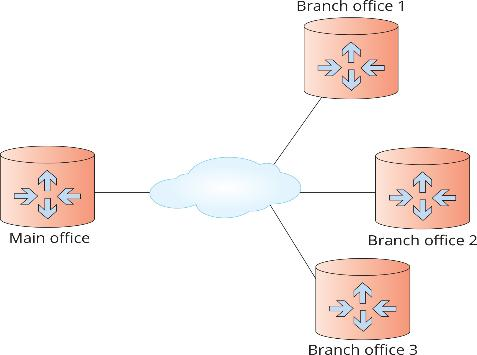 Branch office 1
Main office
Branch office 2
Branch office 3